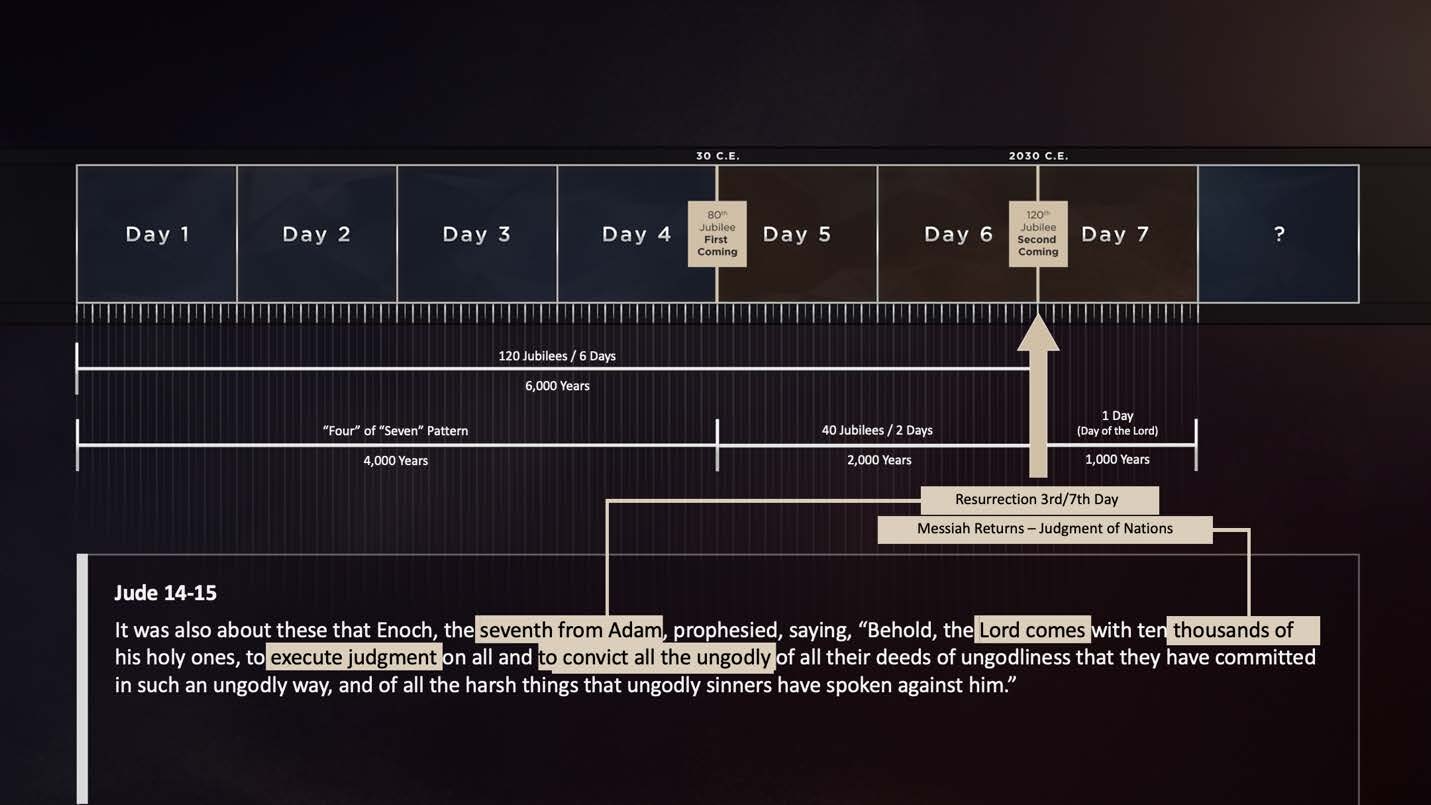 30 C.E.
2030 C.E.
Day 1
Day 2
Day 3
Day 4
80th
Jubilee
First
Coming
Day 5
Day 6
120th
Jubilee
Second
Coming
Day 7
?
120 Jubilees / 6 Days
6,000 Years
“Four” of “Seven” Pattern
4,000 Years
40 Jubilees / 2 Days
2,000 Years
1 Day
(Day of the Lord)
1,000 Years
Resurrection 3rd/7th Day
Messiah Returns – Judgment of Nations
Jude 14-15
It was also about these that Enoch, the seventh from Adam, prophesied, saying, “Behold, the Lord comes with ten thousands of
his holy ones, to execute judgment on all and to convict all the ungodly of all their deeds of ungodliness that they have committed
in such an ungodly way, and of all the harsh things that ungodly sinners have spoken against him.”